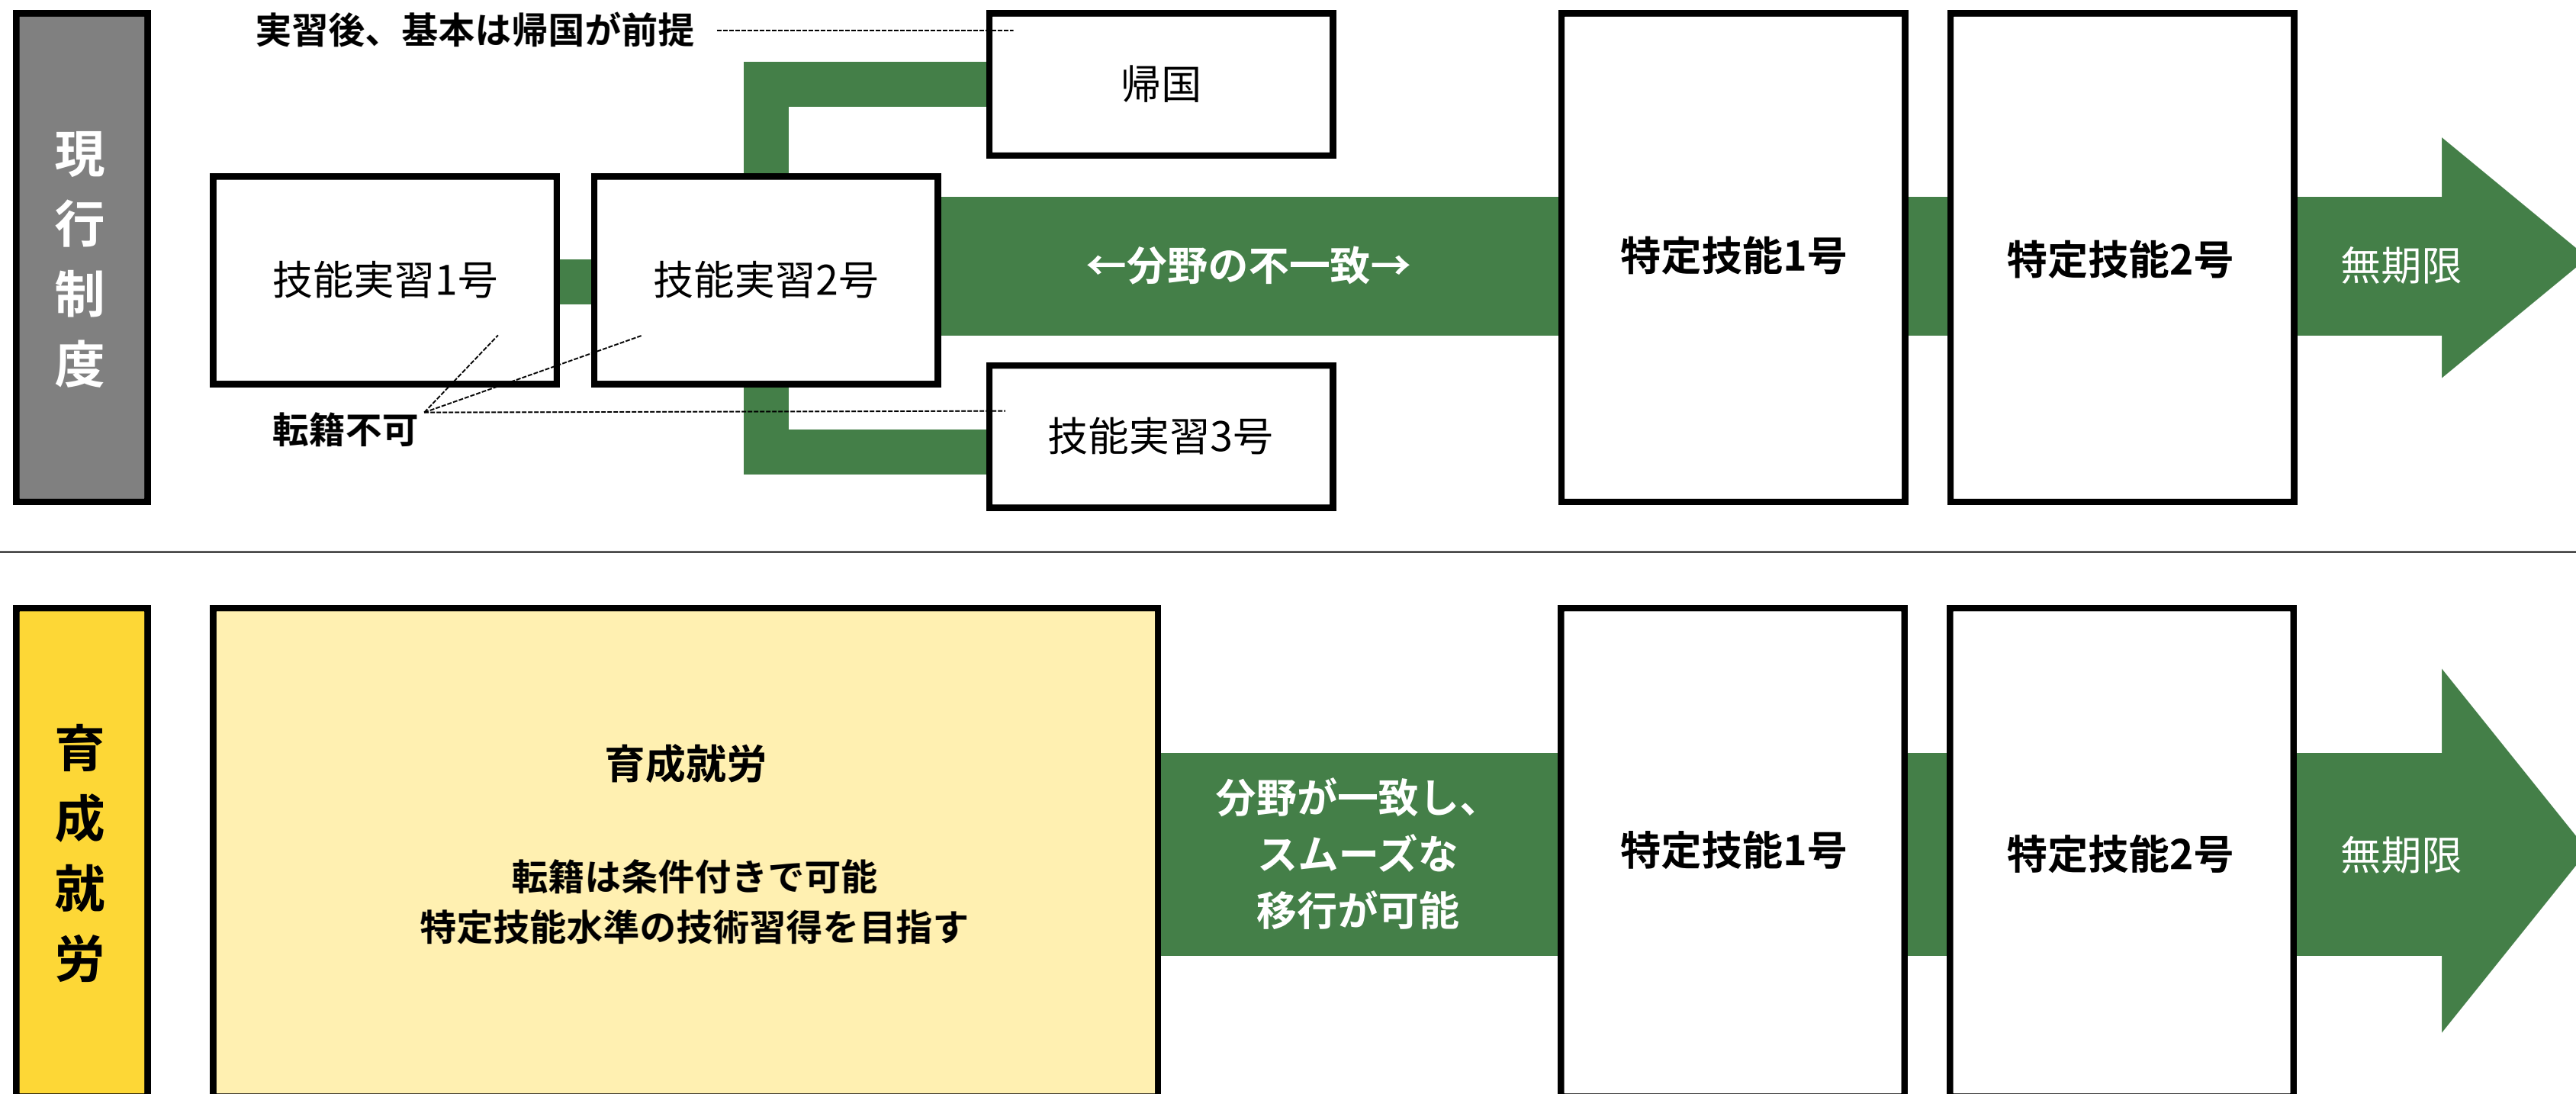 現行制度
実習後、基本は帰国が前提
帰国
技能実習1号
技能実習2号
←分野の不一致→
特定技能1号
特定技能2号
無期限
転籍不可
技能実習3号
育成就労
育成就労
転籍は条件付きで可能
特定技能水準の技術習得を目指す
分野が一致し、
スムーズな
移行が可能
特定技能1号
特定技能2号
無期限